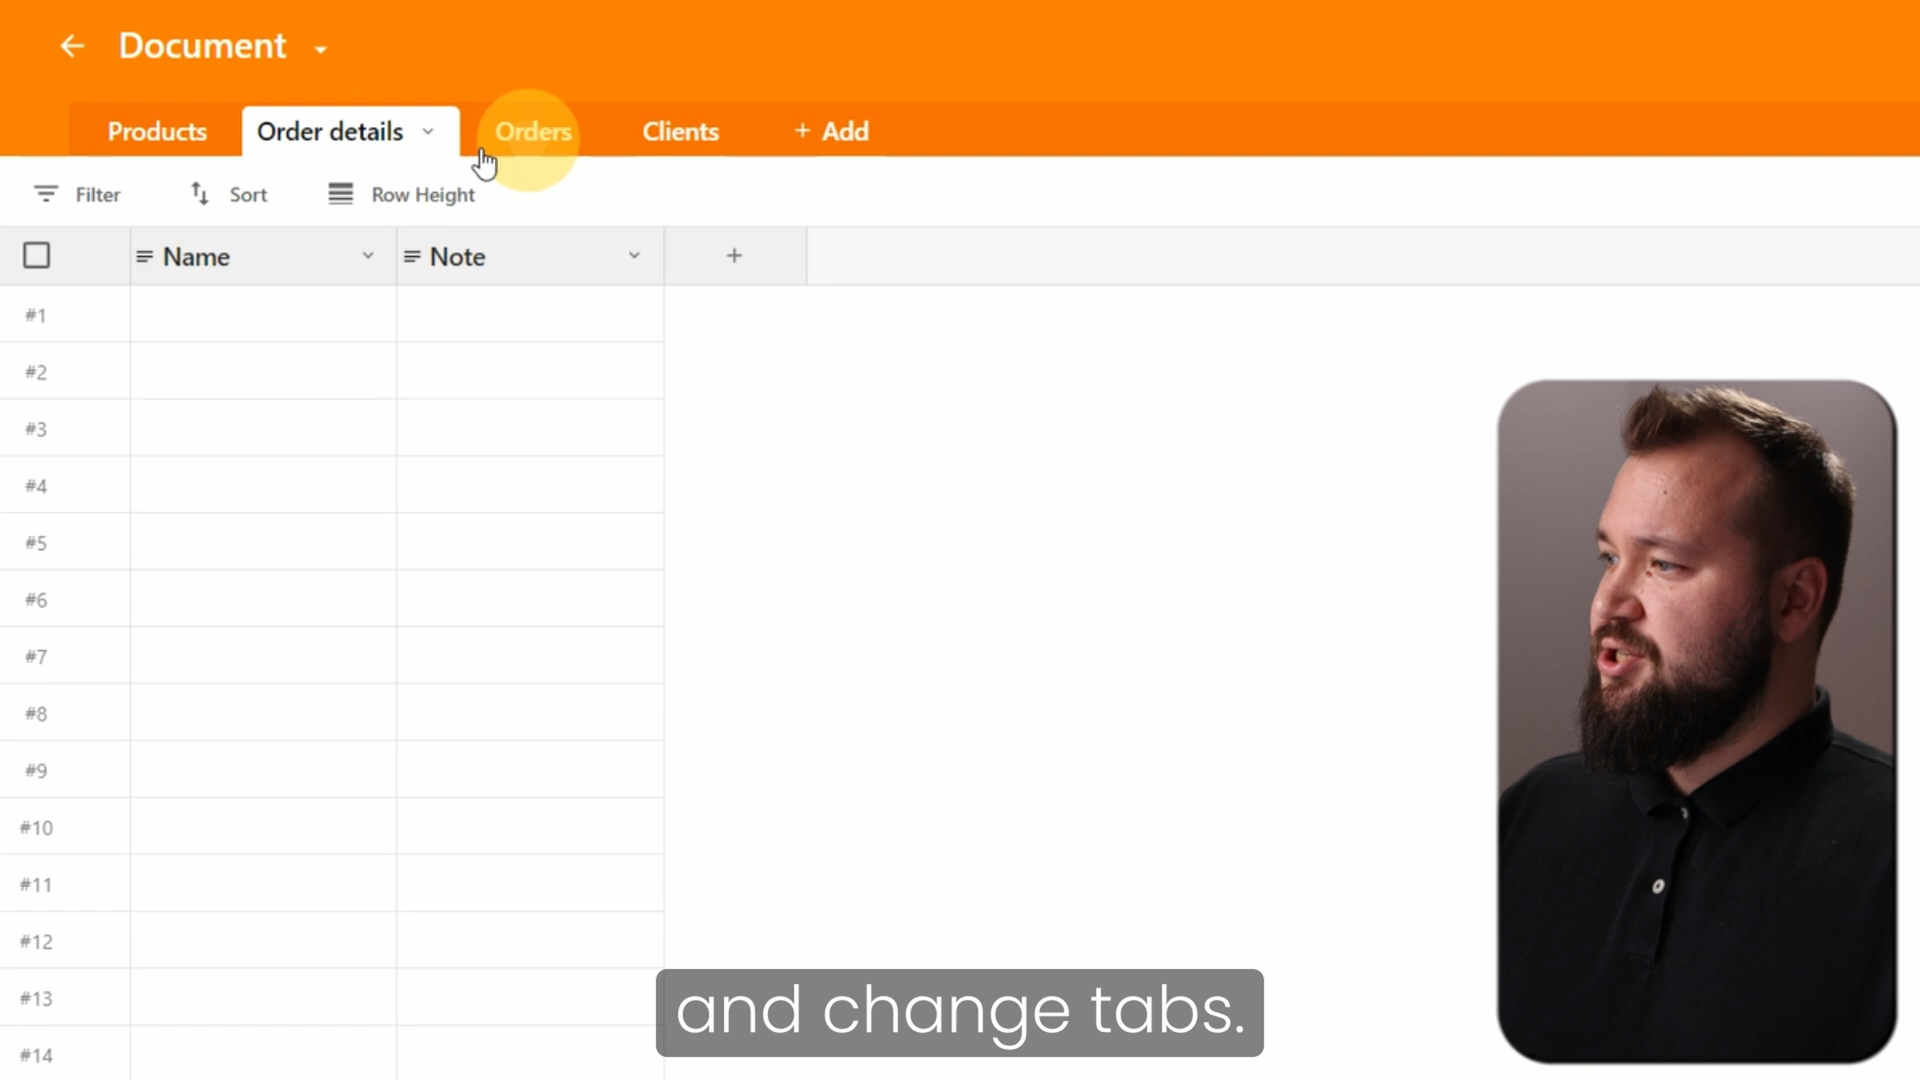 Document
Products Order details Orders Clients + Add
Filter Sort Row Height
Name Note +
#1
#2
#3
#4
#5
#6
#7
#8
#9
#10
#11
#12
#13
#14
and change tabs.